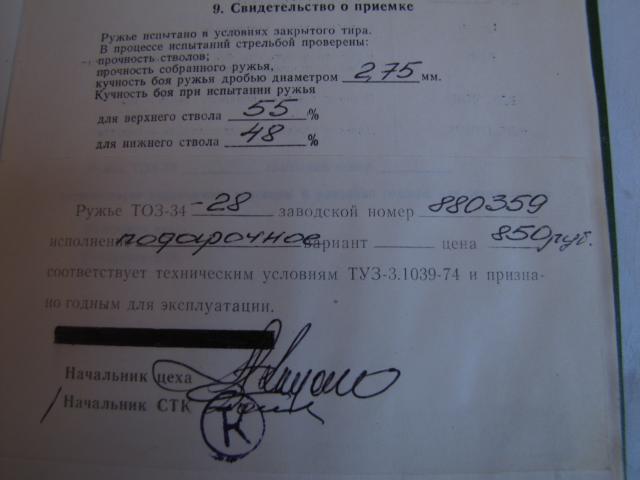 9. Свидетельство о приемке
Ружье испытано в условиях закрытого тира.
В процессе испытаний стрельбой проверены:
прочность стволов;
прочность собранного ружья,
кучность боя ружья дробью диаметром 2,75 мм.
Кучность боя при испытании ружья
для верхнего ствола 55 %
для нижнего ствола 48 %
Ружье ТОЗ-34 -28 заводской номер 880359
исполнение подарочное вариант цена 850 руб.
соответствует техническим условиям ТУЗ-3.1039-74 и призна-
но годным для эксплуатации.
Начальник цеха
Начальник СТК
К